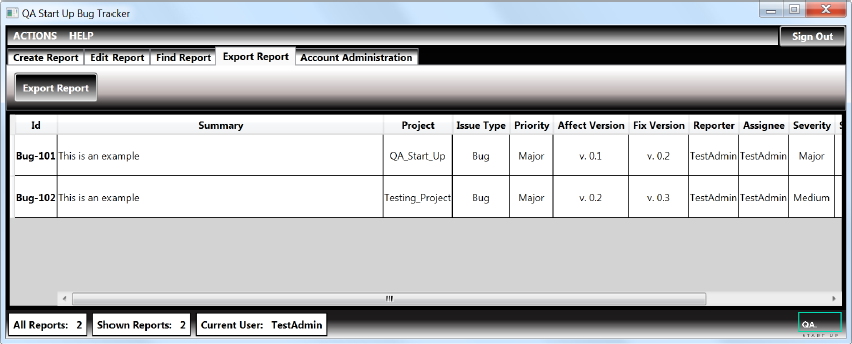 QA Start Up Bug Tracker
ACTIONS HELP
Sign Out
Create Report Edit Report Find Report Export Report Account Administration
Export Report
Id Summary Project Issue Type Priority Affect Version Fix Version Reporter Assignee Severity S
Bug-101 This is an example QA_Start_Up Bug Major v. 0.1 v. 0.2 TestAdmin TestAdmin Major
Bug-102 This is an example Testing_Project Bug Major v. 0.2 v. 0.3 TestAdmin TestAdmin Medium
All Reports: 2 Shown Reports: 2 Current User: TestAdmin
QA
START UP